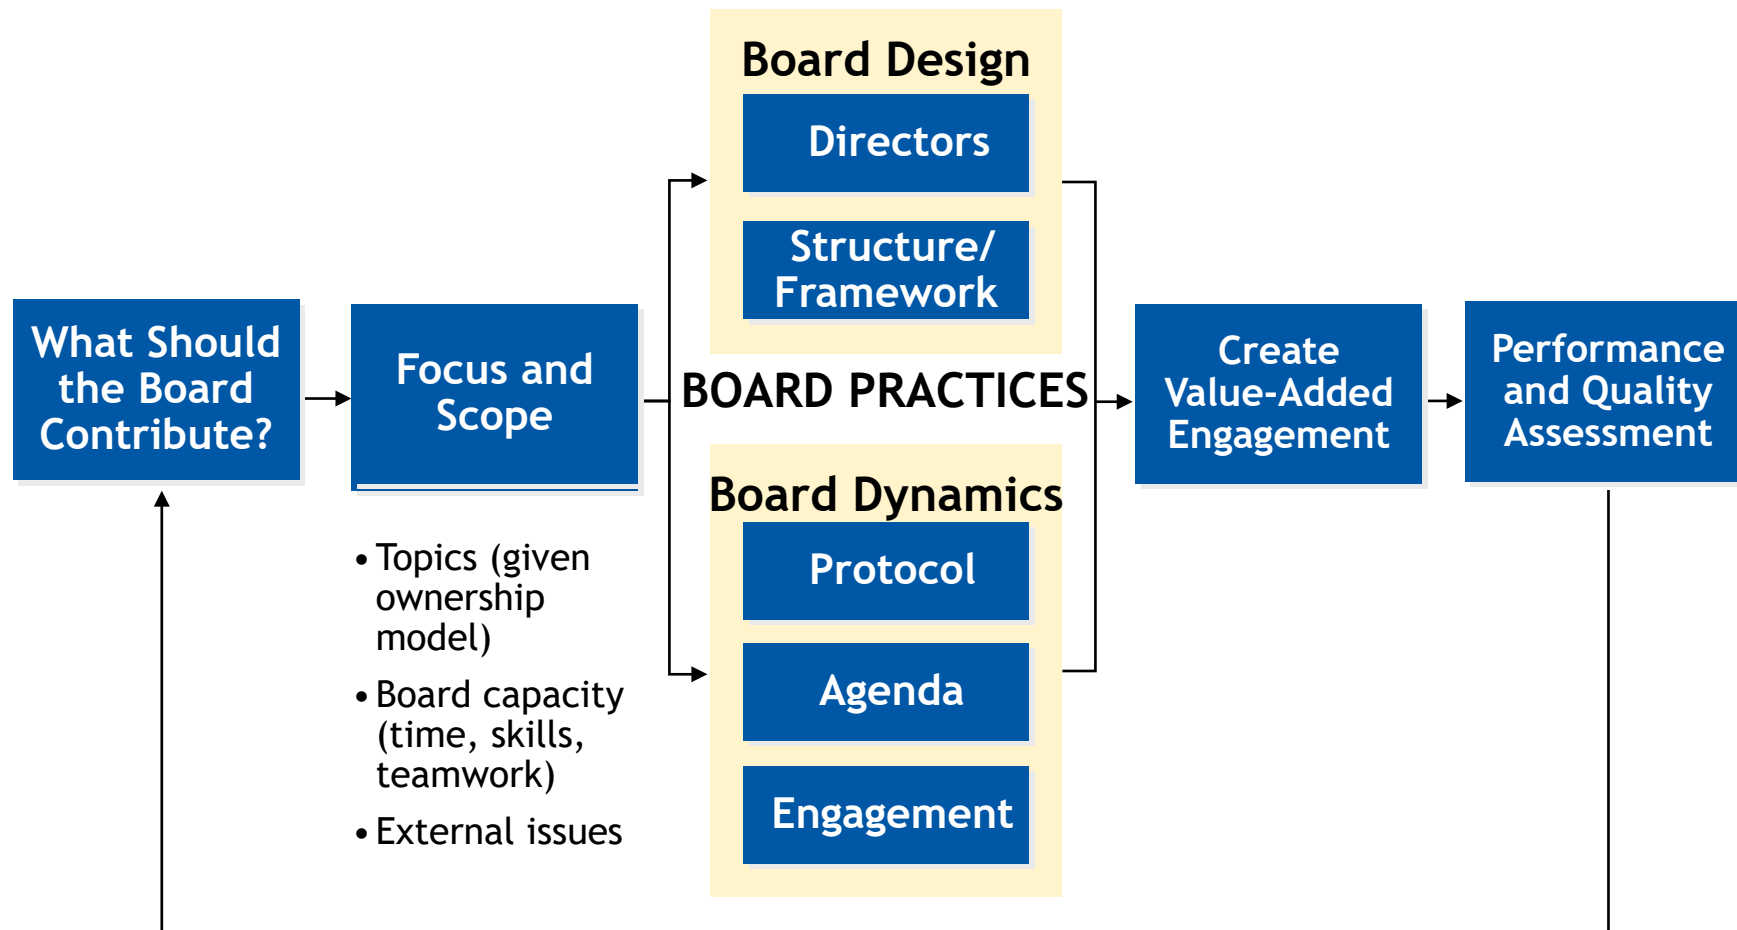 What Should
the Board
Contribute?
Focus and
Scope
• Topics (given
ownership
model)
• Board capacity
(time, skills,
teamwork)
• External issues
Board Design
Directors
Structure/
Framework
BOARD PRACTICES
Board Dynamics
Protocol
Agenda
Engagement
Create
Value-Added
Engagement
Performance
and Quality
Assessment